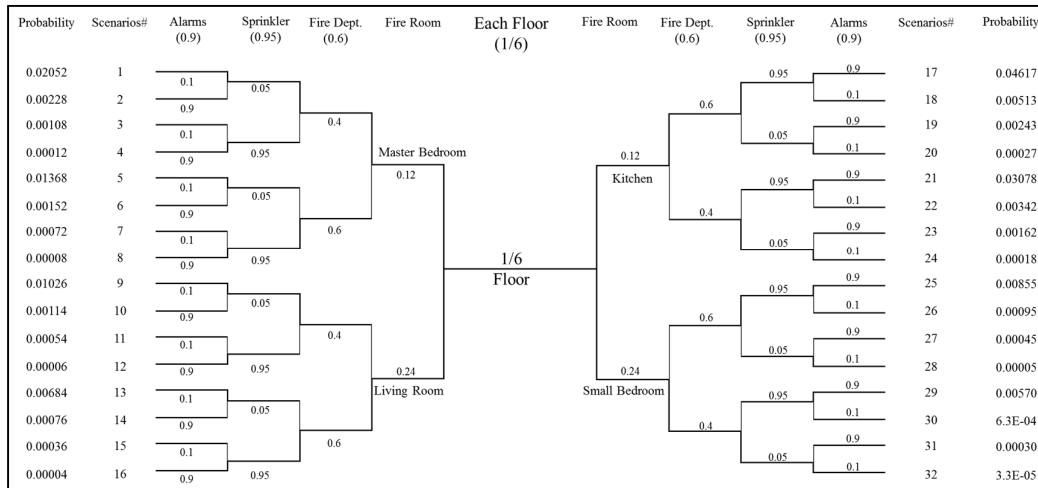 Probability Scenarios# Alarms Sprinkler Fire Dept. Fire Room Each Floor Fire Room Fire Dept. Sprinkler Alarms Scenarios# Probability
(0.9) (0.95) (0.6) (1/6) (0.6) (0.95) (0.9)
0.02052 1 0.95 0.9 17 0.04617
0.1 0.05
0.00228 2 0.1 18 0.00513
0.9 0.6
0.00108 3 0.4 0.9 19 0.00243
0.1 0.05
0.00012 4 0.1 20 0.00027
0.9 0.95 Master Bedroom 0.12
0.01368 5 0.12 Kitchen 0.95 0.9 21 0.03078
0.1 0.05
0.00152 6 0.1 22 0.00342
0.9 0.4
0.00072 7 0.6 0.9 23 0.00162
0.1 0.05
0.00008 8 0.1 24 0.00018
0.9 0.95 1/6
Floor
0.01026 9 0.95 0.9 25 0.00855
0.1 0.05
0.00114 10 0.1 26 0.00095
0.9 0.6
0.00054 11 0.4 0.9 27 0.00045
0.1 0.05
0.00006 12 0.1 28 0.00005
0.9 0.95 0.24 0.24
0.00684 13 Living Room Small Bedroom 0.95 0.9 29 0.00570
0.1 0.05
0.00076 14 0.1 30 6.3E-04
0.9 0.4
0.00036 15 0.6 0.9 31 0.00030
0.1 0.05
0.00004 16 0.1 32 3.3E-05
0.9 0.95